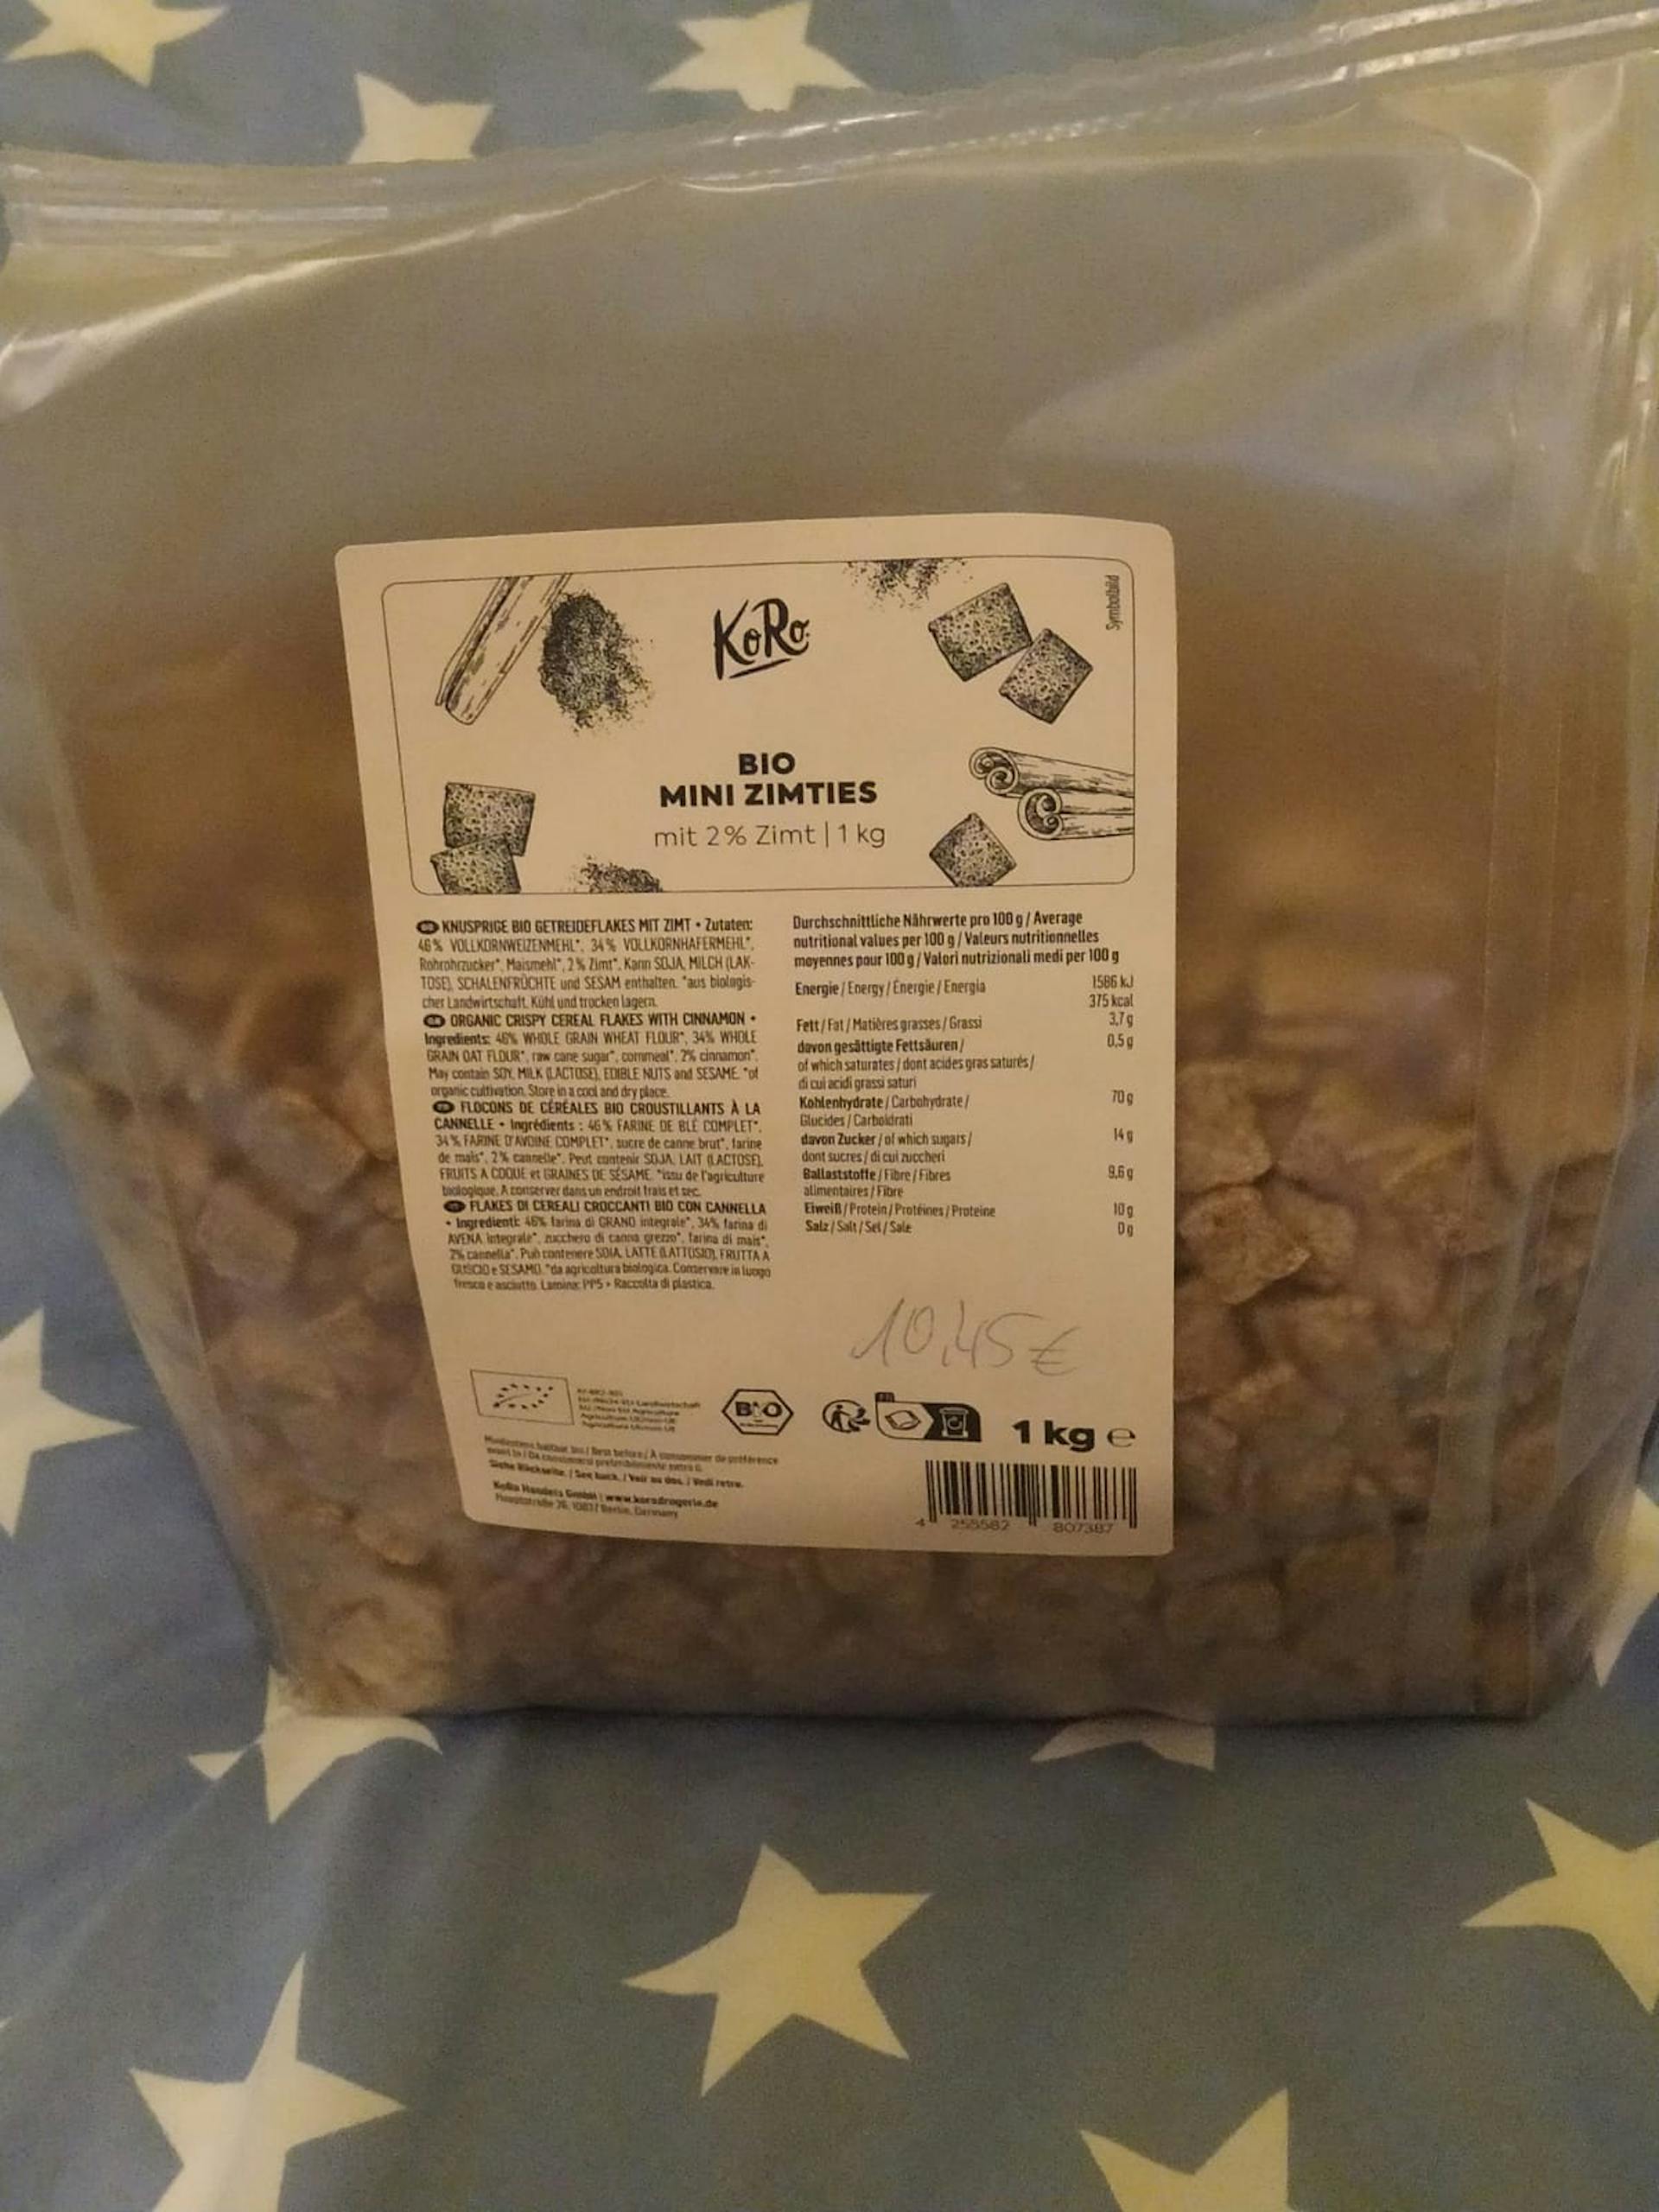 Symbolbild
KoRo
BIO
MINI ZIMTIES
mit 2% Zimt | 1 kg
KNUSPRIGE BIO GETREIDEFLAKES MIT ZIMT • Zutaten:
46% VOLLKORNWEIZENMEHL*, 34% VOLLKORNHAFERMEHL*,
Rohrohrzucker*, Maismehl*, 2% Zimt*. Kann SOJA, MILCH (LAK-
TOSE), SCHALENFRÜCHTE und SESAM enthalten. *aus biologis-
cher Landwirtschaft. Kühl und trocken lagern.
ORGANIC CRISPY CEREAL FLAKES WITH CINNAMON •
Ingredients: 46% WHOLE GRAIN WHEAT FLOUR*, 34% WHOLE
GRAIN OAT FLOUR*, raw cane sugar*, cornmeal*, 2% cinnamon*.
May contain SOY, MILK (LACTOSE), EDIBLE NUTS and SESAME. *of
organic cultivation. Store in a cool and dry place.
FR FLOCONS DE CÉRÉALES BIO CROUSTILLANTS À LA
CANNELLE • Ingrédients : 46% FARINE DE BLÉ COMPLET*,
34% FARINE D'AVOINE COMPLET*, sucre de canne brut*, farine
de maïs*, 2% cannelle*. Peut contenir SOJA, LAIT (LACTOSE),
FRUITS A COQUE et GRAINES DE SÉSAME. *issu de l'agriculture
biologique. A conserver dans un endroit frais et sec.
FLAKES DI CEREALI CROCCANTI BIO CON CANNELLA
• Ingredienti: 46% farina di GRANO integrale*, 34% farina di
AVENA integrale*, zucchero di canna grezzo*, farina di mais*,
2% cannella*. Può contenere SOIA, LATTE (LATTOSIO), FRUTTA A
GUSCIO e SESAMO. *da agricoltura biologica. Conservare in luogo
fresco e asciutto. Lamina: PP5 • Raccolta di plastica.
Durchschnittliche Nährwerte pro 100 g / Average
nutritional values per 100 g / Valeurs nutritionnelles
moyennes pour 100 g / Valori nutrizionali medi per 100 g
Energie / Energy / Énergie / Energia 1586 kJ
375 kcal
Fett / Fat / Matières grasses / Grassi 3,7 g
davon gesättigte Fettsäuren / 0,5 g
of which saturates / dont acides gras saturés /
di cui acidi grassi saturi
Kohlenhydrate / Carbohydrate / 70 g
Glucides / Carboidrati
davon Zucker / of which sugars / 14 g
dont sucres / di cui zuccheri
Ballaststoffe / Fibre / Fibres 9,6 g
alimentaires / Fibre
Eiweiß / Protein / Protéines / Proteine 10 g
Salz / Salt / Sel / Sale 0 g
10,45 €
BIO
FR
1 kg e
Mindestens haltbar bis / Best before / A consommer de préférence
Siehe Rückseite. / See back. / Voir au dos. / Vedi retro.
KoRo Handels GmbH | www.korodrogerie.de
Berlin, Germany
4 255582 807387